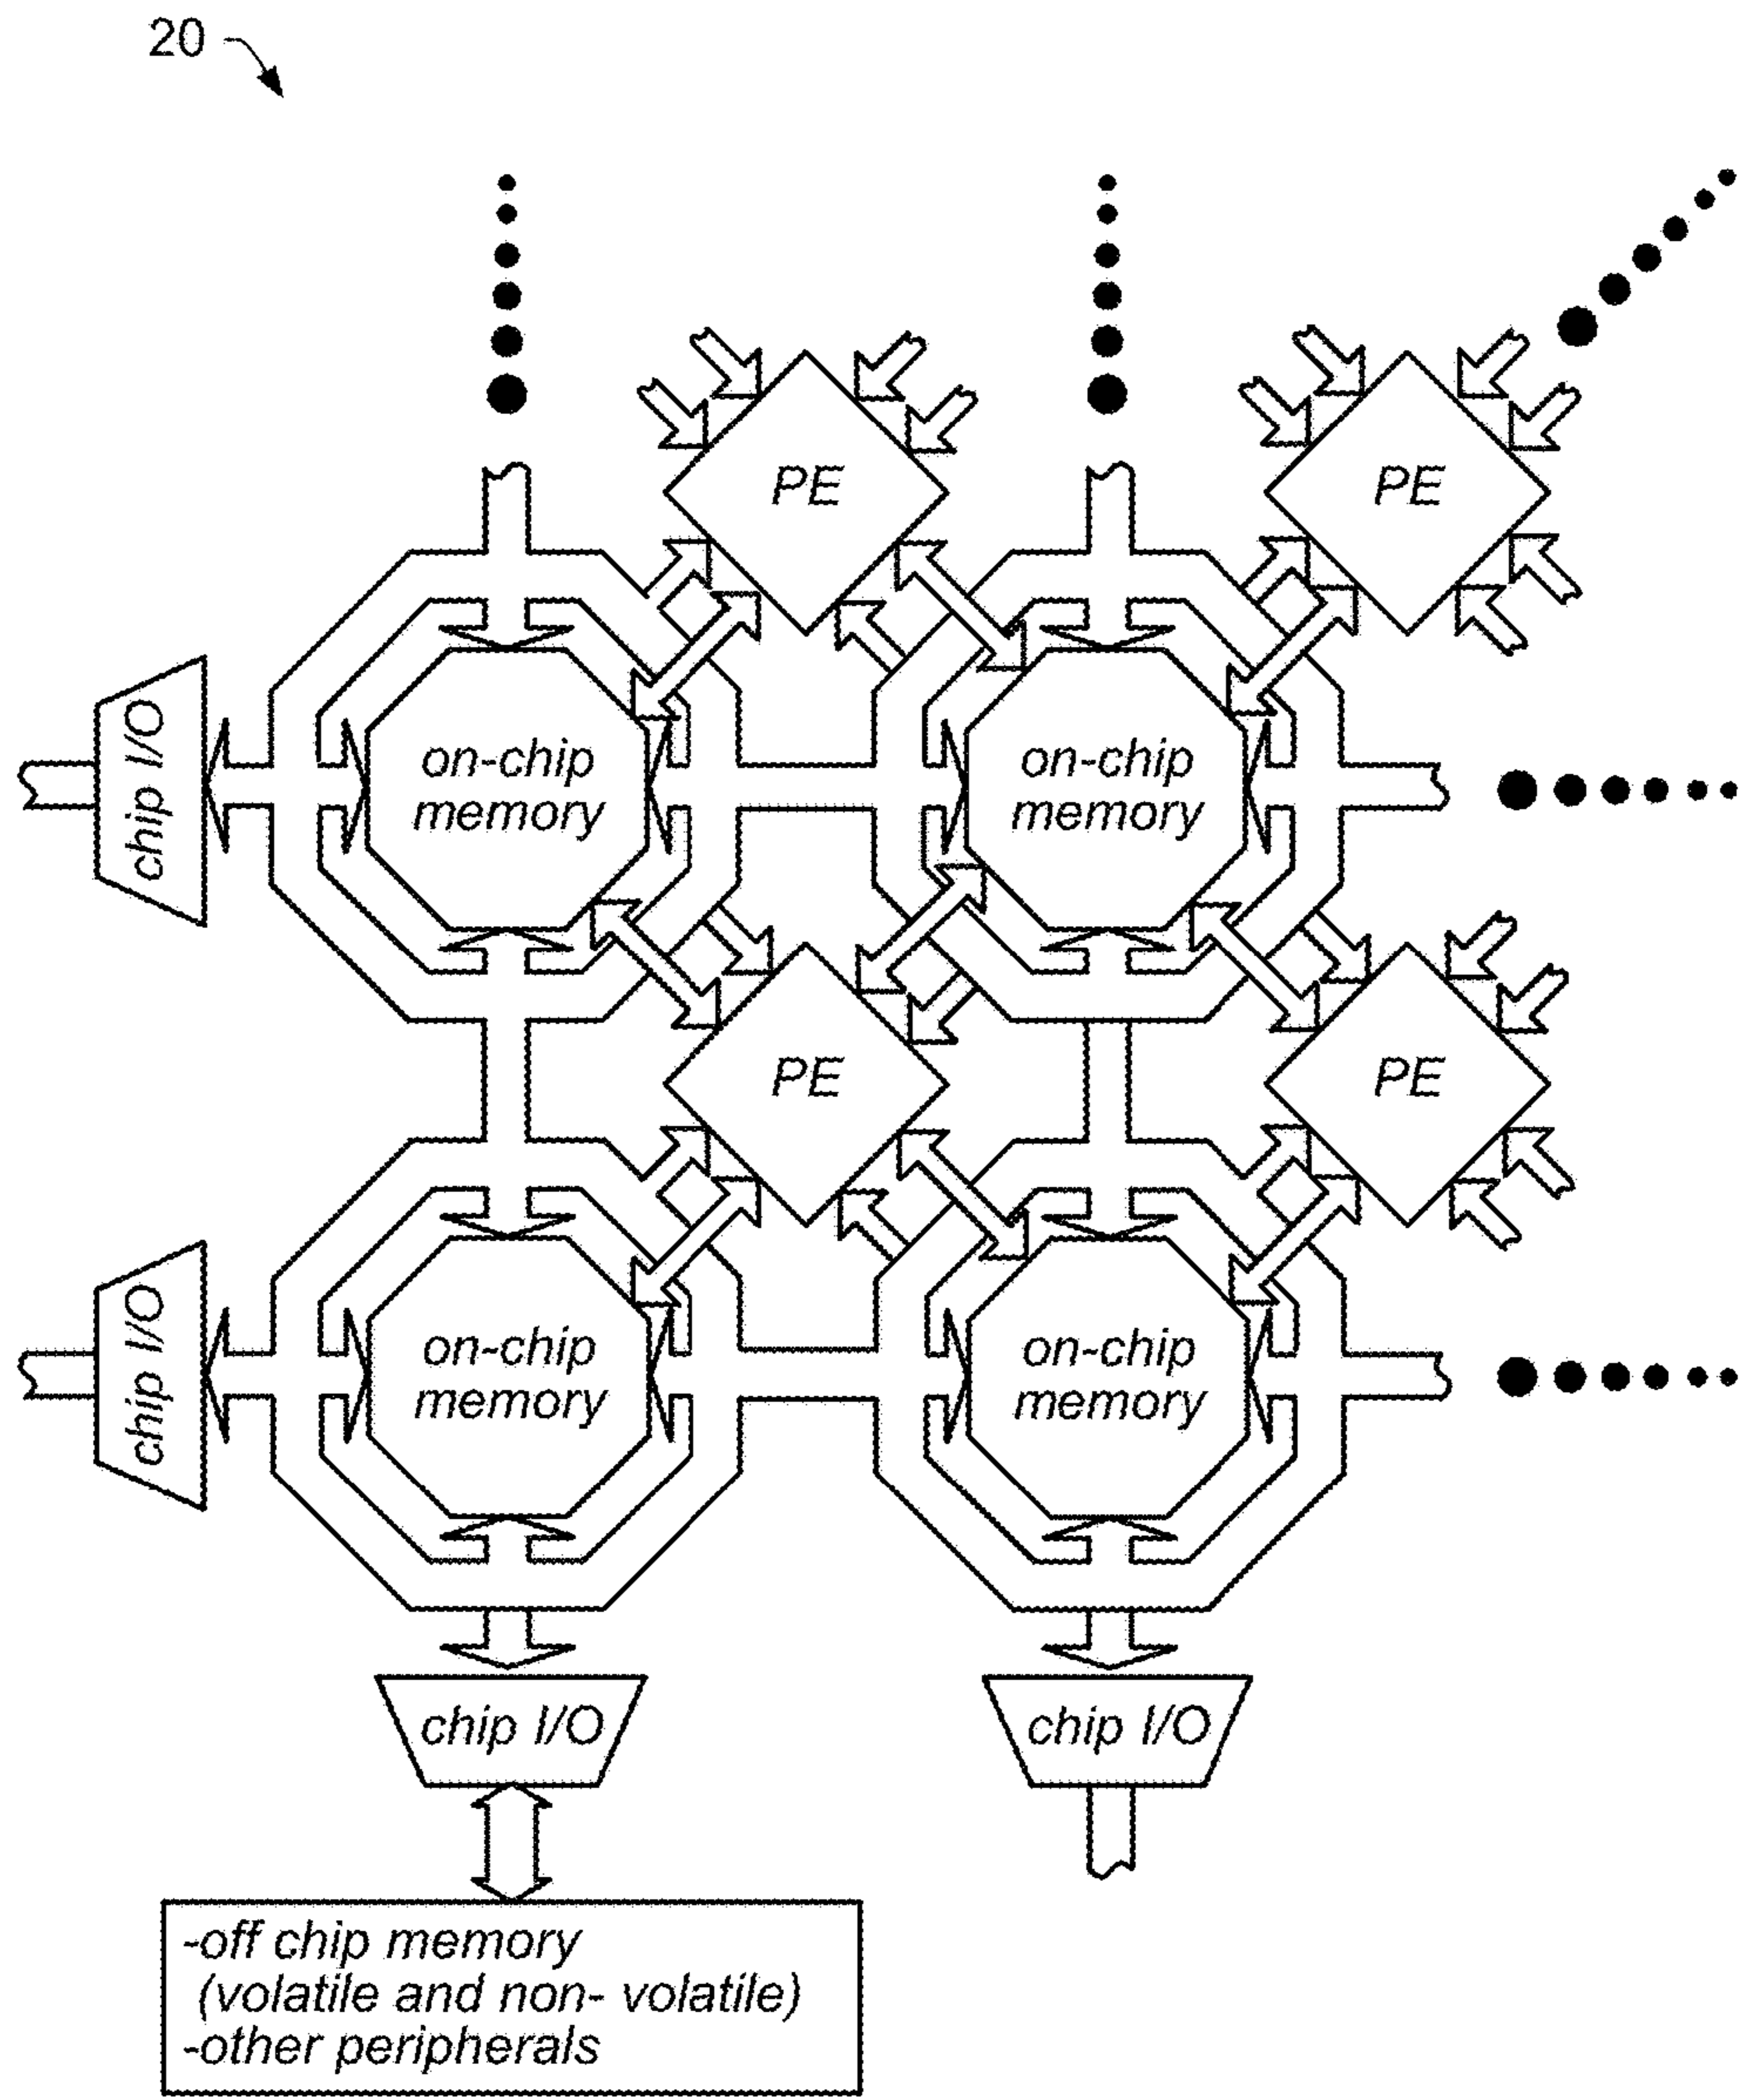 20
PE
PE
chip I/O
on-chip
memory
on-chip
memory
PE
PE
chip I/O
on-chip
memory
on-chip
memory
chip I/O
chip I/O
-off chip memory
(volatile and non- volatile)
-other peripherals